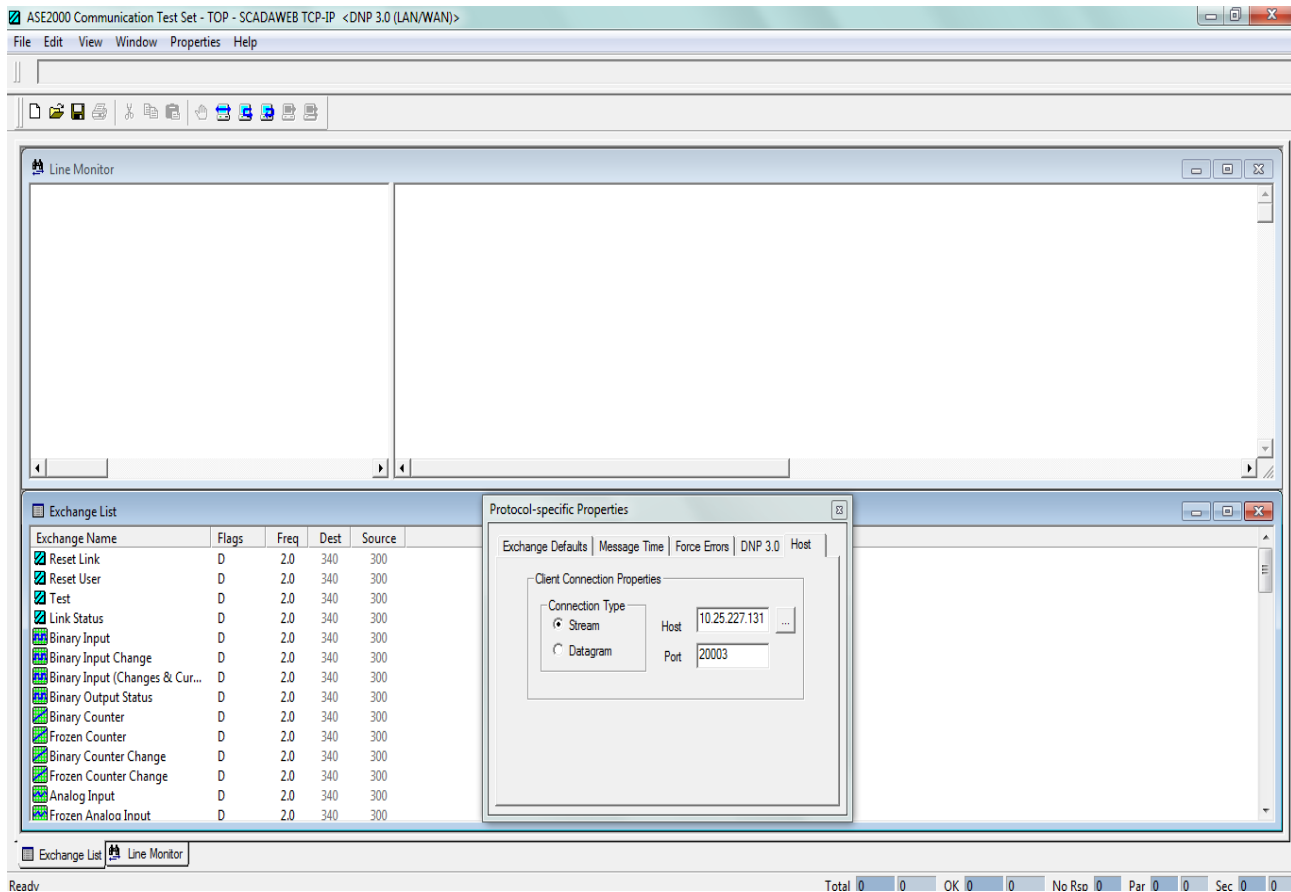 ASE2000 Communication Test Set - TOP - SCADAWEB TCP-IP <DNP 3.0 (LAN/WAN)>
File Edit View Window Properties Help
Line Monitor
Exchange List
Exchange Name Flags Freq Dest Source
Reset Link D 2.0 340 300
Reset User D 2.0 340 300
Test D 2.0 340 300
Link Status D 2.0 340 300
Binary Input D 2.0 340 300
Binary Input Change D 2.0 340 300
Binary Input (Changes & Cur... D 2.0 340 300
Binary Output Status D 2.0 340 300
Binary Counter D 2.0 340 300
Frozen Counter D 2.0 340 300
Binary Counter Change D 2.0 340 300
Frozen Counter Change D 2.0 340 300
Analog Input D 2.0 340 300
Frozen Analog Input D 2.0 340 300
Protocol-specific Properties
Exchange Defaults Message Time Force Errors DNP 3.0 Host
Client Connection Properties
Connection Type
Stream
Datagram
Host 10.25.227.131 ...
Port 20003
Exchange List Line Monitor
Ready Total 0 0 OK 0 0 No Rsp 0 Par 0 0 Sec 0 0